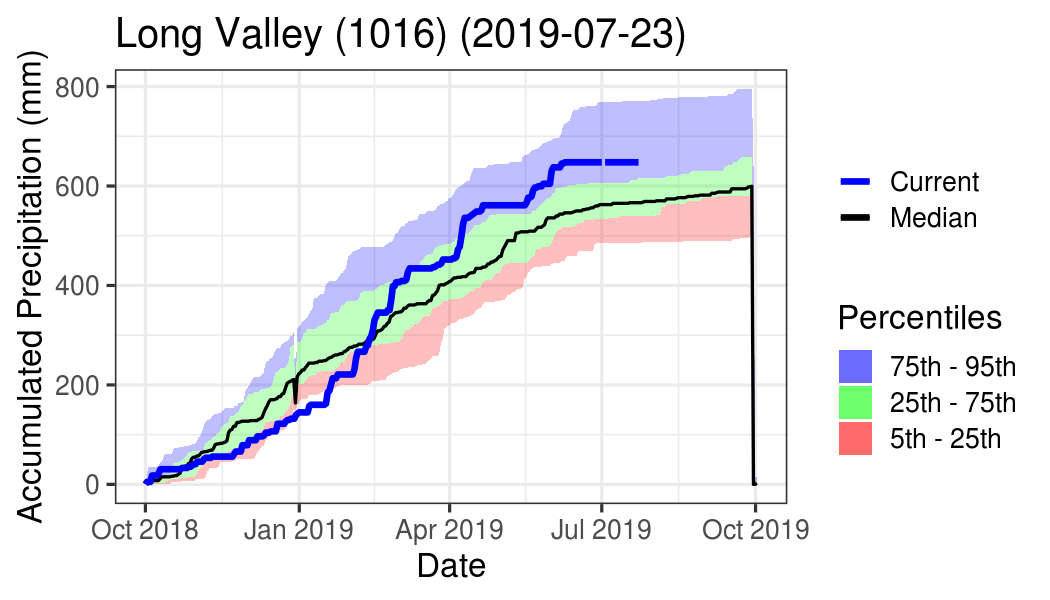 Long Valley (1016) (2019-07-23)
Accumulated Precipitation (mm)
800
600
400
200
0
Oct 2018
Jan 2019
Apr 2019
Jul 2019
Oct 2019
Date
Current
Median
Percentiles
75th - 95th
25th - 75th
5th - 25th